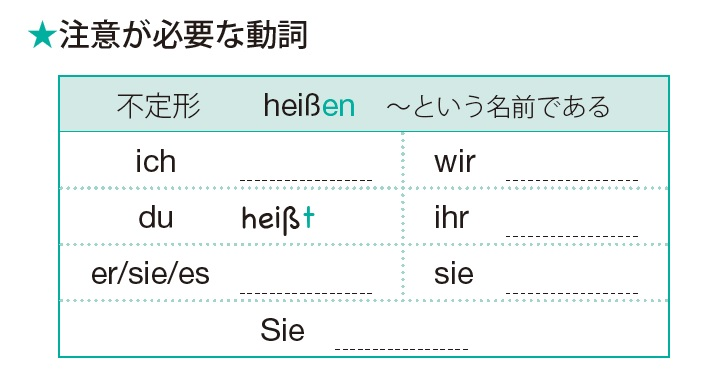 ★注意が必要な動詞
不定形 heißen ～という名前である
ich wir
du heißt ihr
er/sie/es sie
Sie